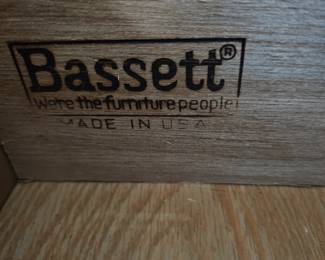 Bassett®
We're the furniture people
MADE IN USA